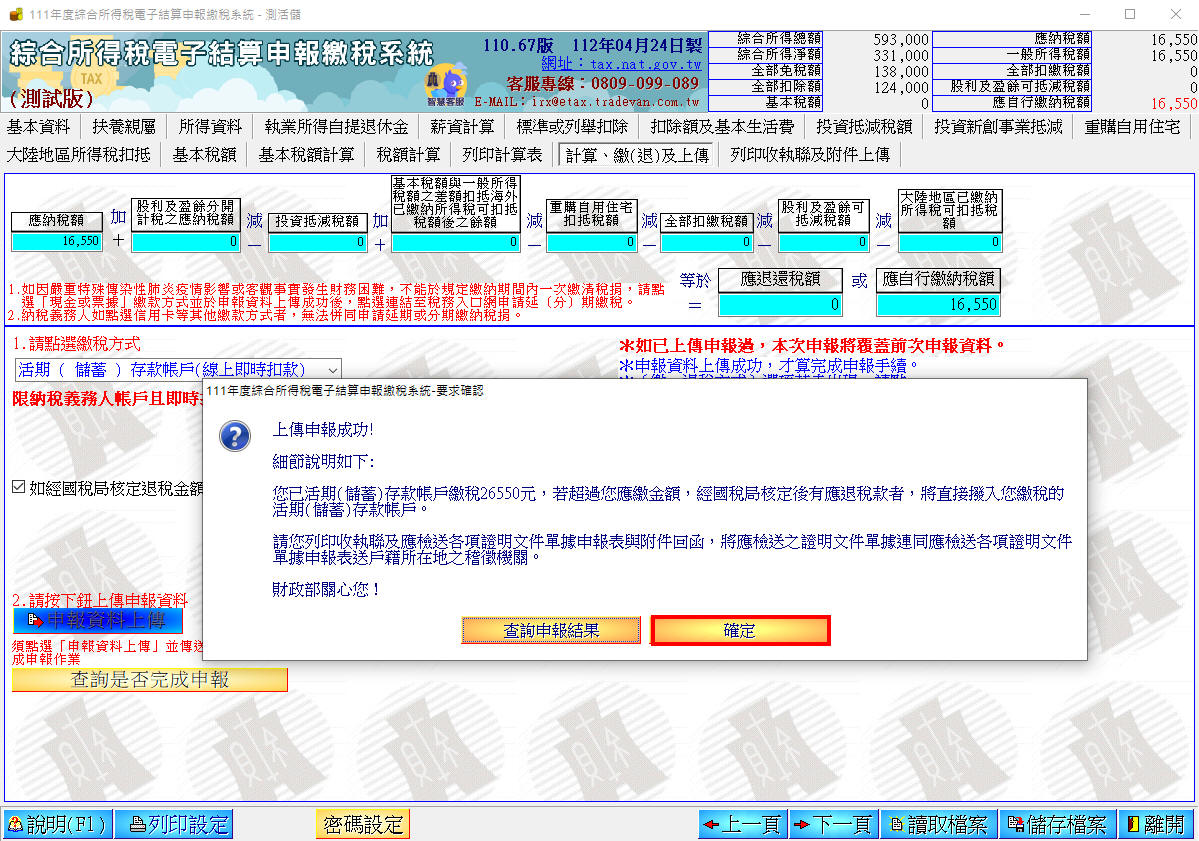 111年度綜合所得稅電子結算申報繳稅系統 - 測活儲
綜合所得稅電子結算申報繳稅系統
TAX
(測試版)
智慧客服
110.67版 112年04月24日製
網址：tax.nat.gov.tw
客服專線：0809-099-089
E-MAIL：irx@etax.tradevan.com.tw
綜合所得總額 593,000 應納稅額 16,550
綜合所得淨額 331,000 一般所得稅額 16,550
全部免稅額 138,000 全部扣繳稅額 0
全部扣除額 124,000 股利及盈餘可抵減稅額 0
基本稅額 0 應自行繳納稅額 16,550
基本資料 扶養親屬 所得資料 執業所得自提退休金 薪資計算 標準或列舉扣除 扣除額及基本生活費 投資抵減稅額 投資新創事業抵減 重購自用住宅
大陸地區所得稅扣抵 基本稅額 基本稅額計算 稅額計算 列印計算表 計算、繳(退)及上傳 列印收執聯及附件上傳
應納稅額
16,550
加
＋
股利及盈餘分開
計稅之應納稅額
0
減
－
投資抵減稅額
0
加
＋
基本稅額與一般所得
稅額之差額扣抵海外
已繳納所得稅可扣抵
稅額後之餘額
0
減
－
重購自用住宅
扣抵稅額
0
減
－
全部扣繳稅額
0
減
－
股利及盈餘可
抵減稅額
0
減
－
大陸地區已繳納
所得稅可扣抵稅
額
0
1.如因嚴重特殊傳染性肺炎疫情影響或客觀事實發生財務困難，不能於規定繳納期間內一次繳清稅捐，請點
選「現金或票據」繳款方式並於申報資料上傳成功後，點選連結至稅務入口網申請延（分）期繳稅。
2.納稅義務人如點選信用卡等其他繳款方式者，無法併同申請延期或分期繳納稅捐。
等於
＝
應退還稅額
0
或
應自行繳納稅額
16,550
1.請點選繳稅方式
活期 ( 儲蓄 ) 存款帳戶(線上即時扣款)
限納稅義務人帳戶且即時
＊如已上傳申報過，本次申報將覆蓋前次申報資料。
＊申報資料上傳成功，才算完成申報手續。
如經國稅局核定退稅金額
2.請按下鈕上傳申報資料
申報資料上傳
須點選「申報資料上傳」並傳送
成申報作業
查詢是否完成申報
111年度綜合所得稅電子結算申報繳稅系統-要求確認
上傳申報成功!
細節說明如下:
您已活期(儲蓄)存款帳戶繳稅26550元，若超過您應繳金額，經國稅局核定後有應退稅款者，將直接撥入您繳稅的
活期(儲蓄)存款帳戶。
請您列印收執聯及應檢送各項證明文件單據申報表與附件回函，將應檢送之證明文件單據連同應檢送各項證明文件
單據申報表送戶籍所在地之稽徵機關。
財政部關心您！
查詢申報結果
確定
說明(F1) 列印設定 密碼設定 上一頁 下一頁 讀取檔案 儲存檔案 離開